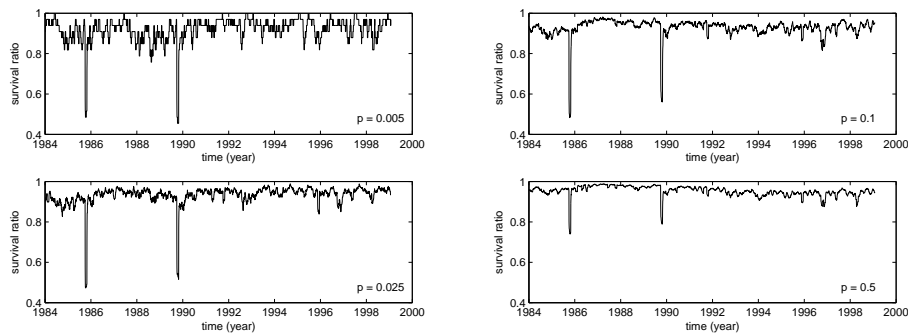 1
0.8
0.6
0.4
survival ratio
p = 0.005
1984 1986 1988 1990 1992 1994 1996 1998 2000
time (year)
1
0.8
0.6
0.4
survival ratio
p = 0.1
1984 1986 1988 1990 1992 1994 1996 1998 2000
time (year)
1
0.8
0.6
0.4
survival ratio
p = 0.025
1984 1986 1988 1990 1992 1994 1996 1998 2000
time (year)
1
0.8
0.6
0.4
survival ratio
p = 0.5
1984 1986 1988 1990 1992 1994 1996 1998 2000
time (year)